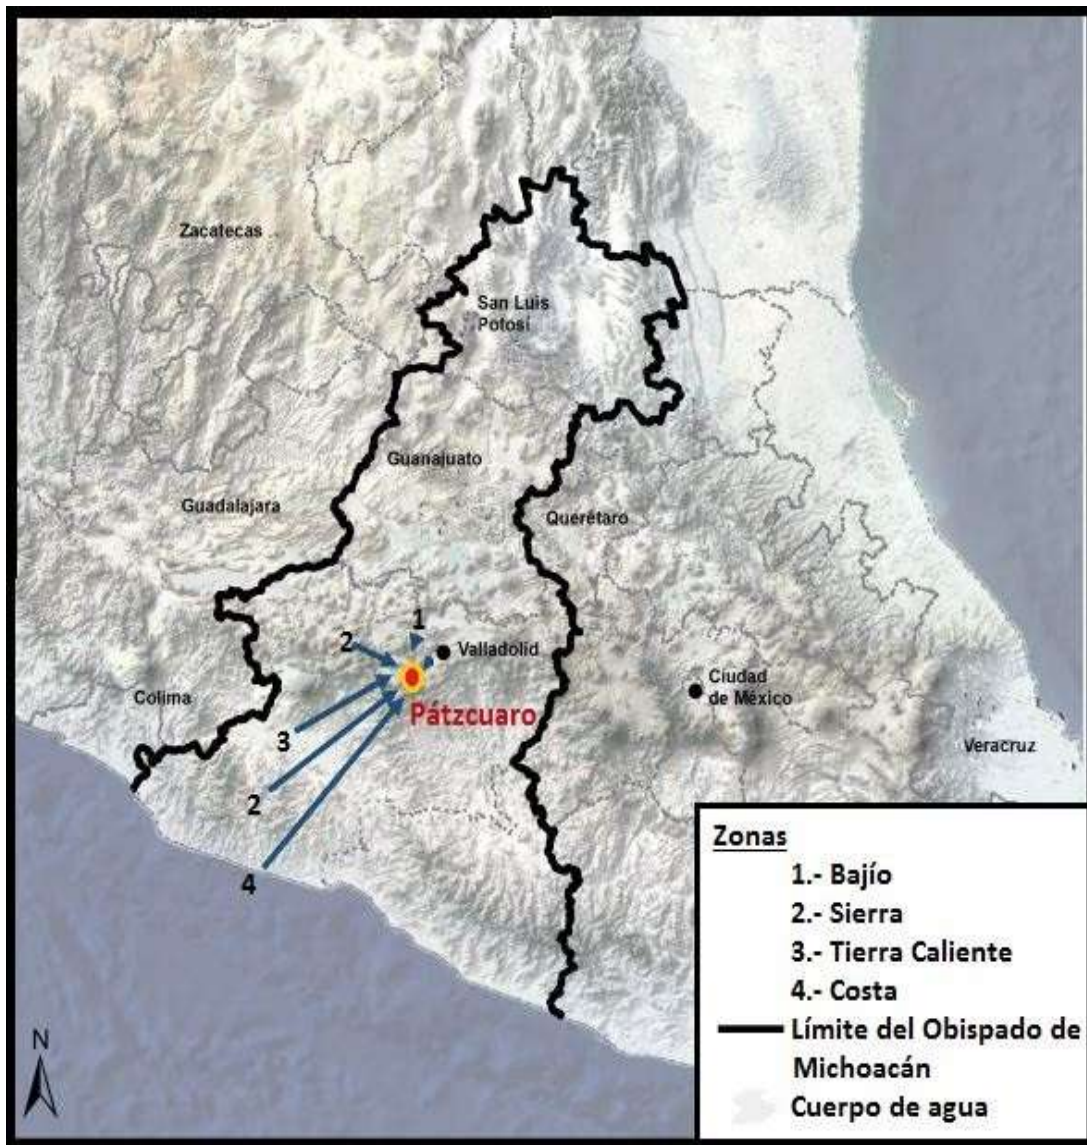 Zacatecas
San Luis
Potosí
Guanajuato
Guadalajara
Querétaro
1
2
Valladolid
Ciudad
de México
Colima
Pátzcuaro
3
Veracruz
2
4
Zonas
1.- Bajío
2.- Sierra
3.- Tierra Caliente
4.- Costa
Límite del Obispado de
Michoacán
Cuerpo de agua
N